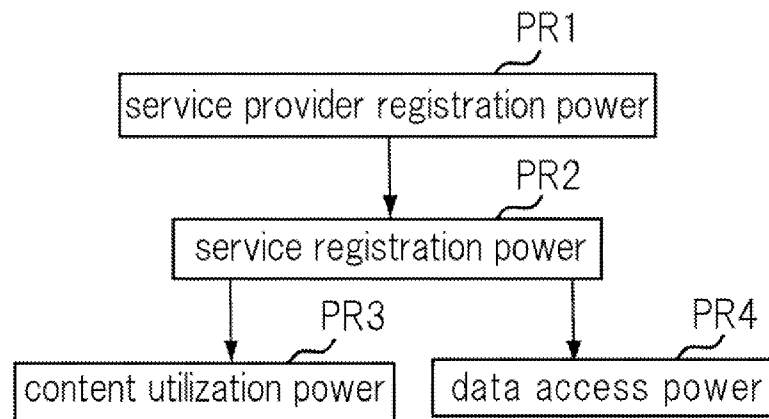 PR1
service provider registration power
PR2
service registration power
PR3
content utilization power
PR4
data access power